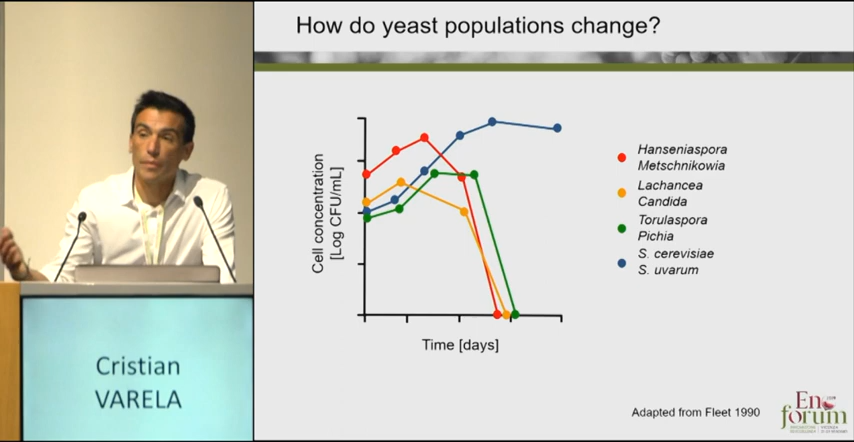 How do yeast populations change?
Cell concentration
[Log CFU/mL]
Time [days]
Hanseniaspora
Metschnikowia
Lachancea
Candida
Torulaspora
Pichia
S. cerevisiae
S. uvarum
Cristian
VARELA
Adapted from Fleet 1990
En
forum